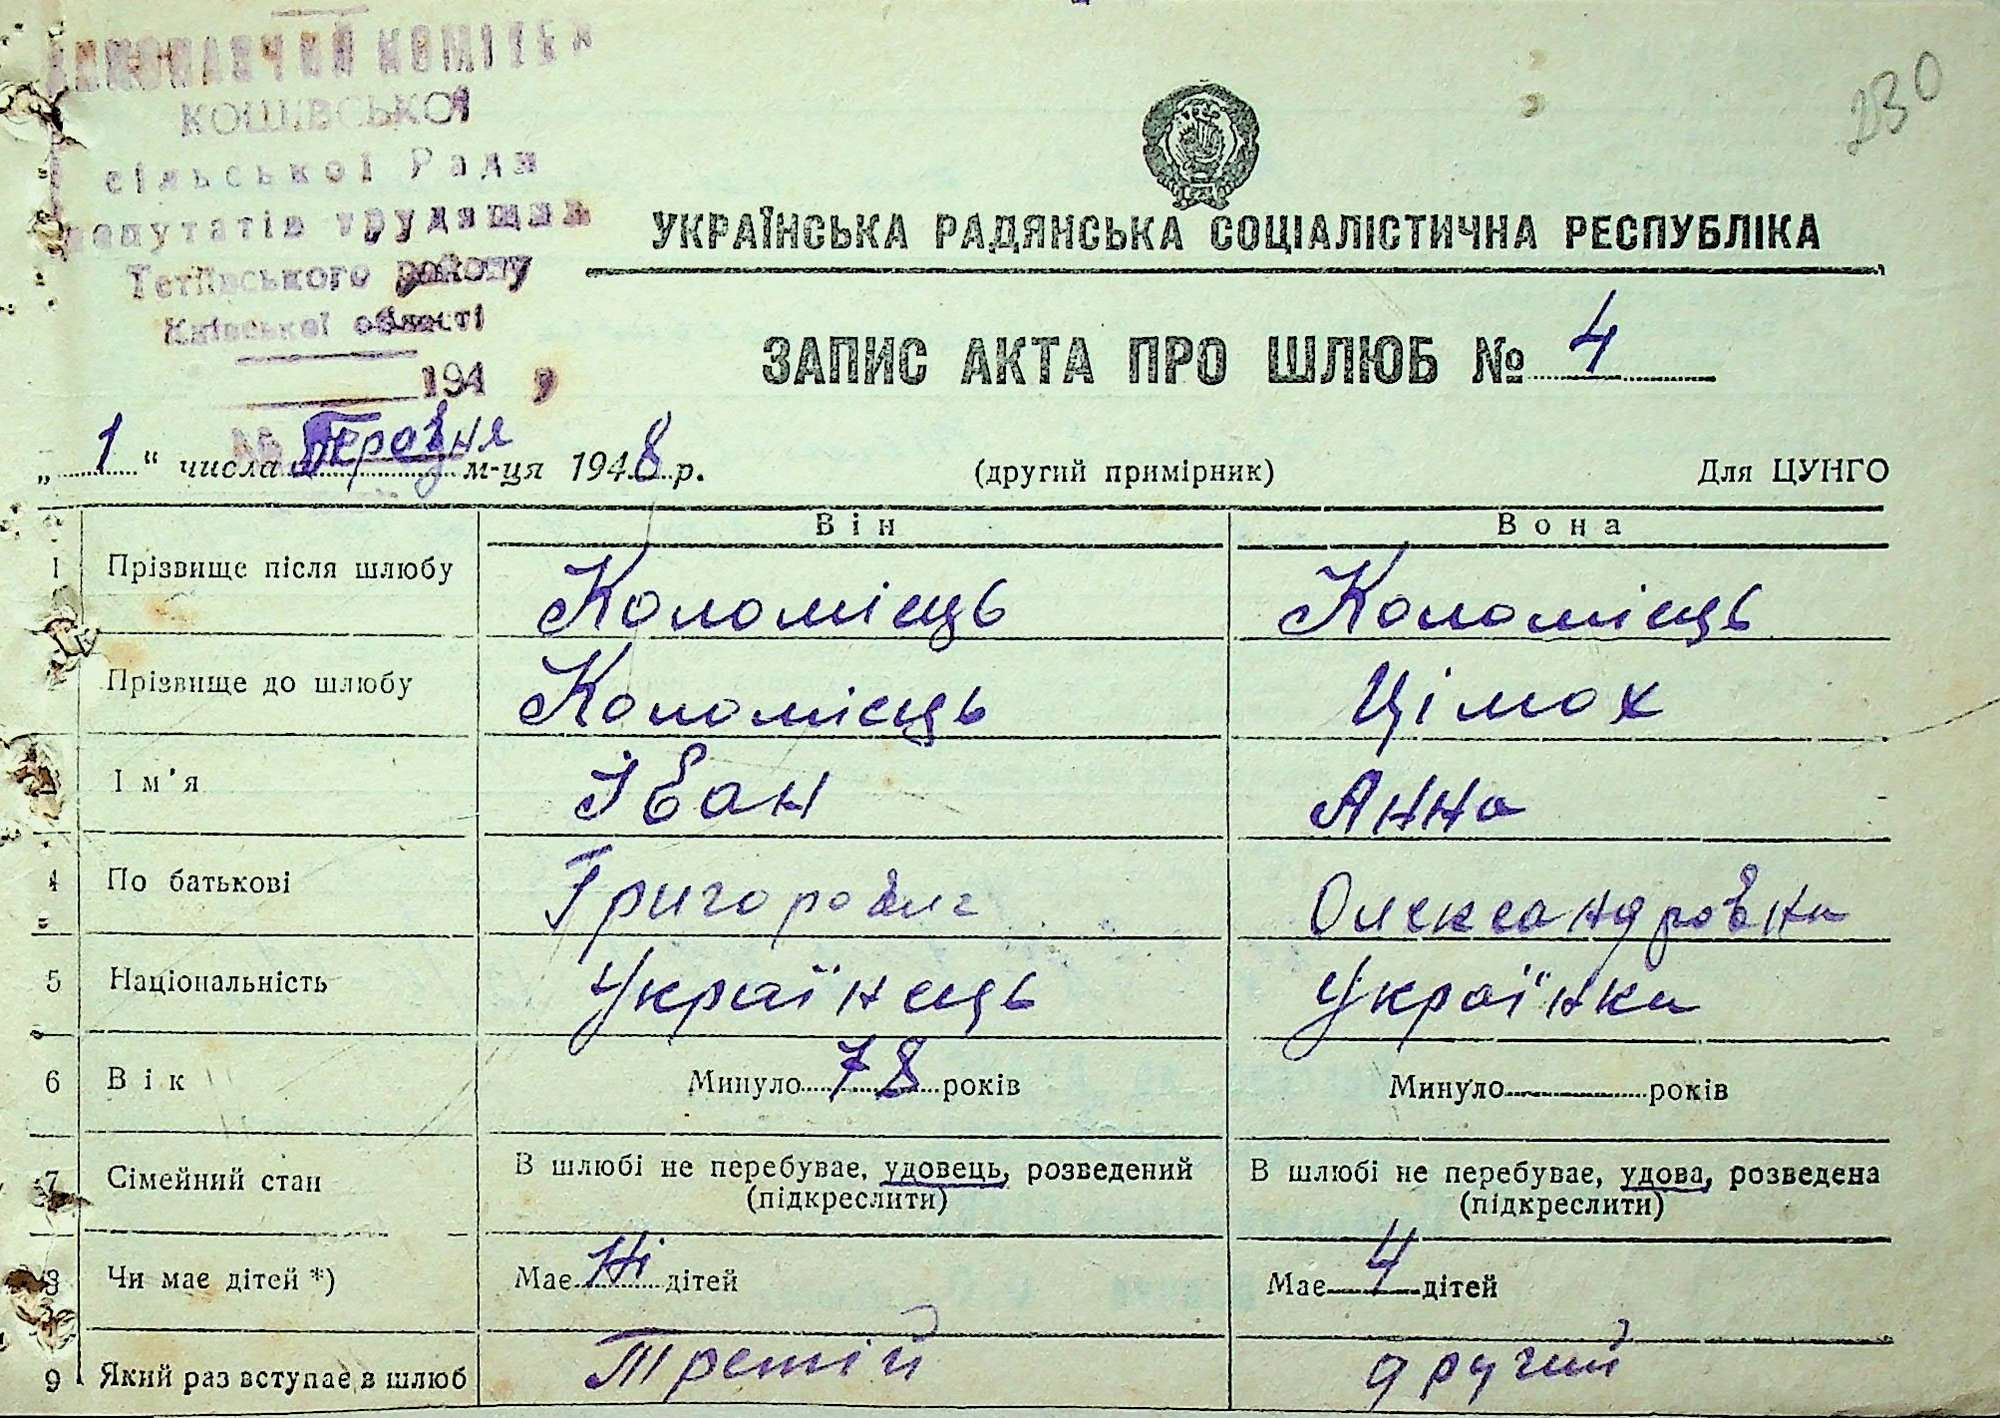 ВИКОНАВЧИЙ КОМІТЕТ
КОШІВСЬКОЇ
сільської Ради
депутатів трудящих
Тетіївського району
Київської області
194
№
230
УКРАЇНСЬКА РАДЯНСЬКА СОЦІАЛІСТИЧНА РЕСПУБЛІКА
ЗАПИС АКТА ПРО ШЛЮБ № 4
„1“ числа Березня м-ця 1948 р. (другий примірник) Для ЦУНГО
Він Вона
1 Прізвище після шлюбу Коломієць Коломієць
Прізвище до шлюбу Коломієць Цімох
Ім'я Іван Анна
4 По батькові Григорович Олександровна
5 Національність Українець Українка
6 Вік Минуло 78 років Минуло років
7 Сімейний стан В шлюбі не перебуває, удовець, розведений В шлюбі не перебуває, удова, розведена
(підкреслити) (підкреслити)
8 Чи має дітей *) Має Ні дітей Має 4 дітей
9 Який раз вступає в шлюб Третій другий